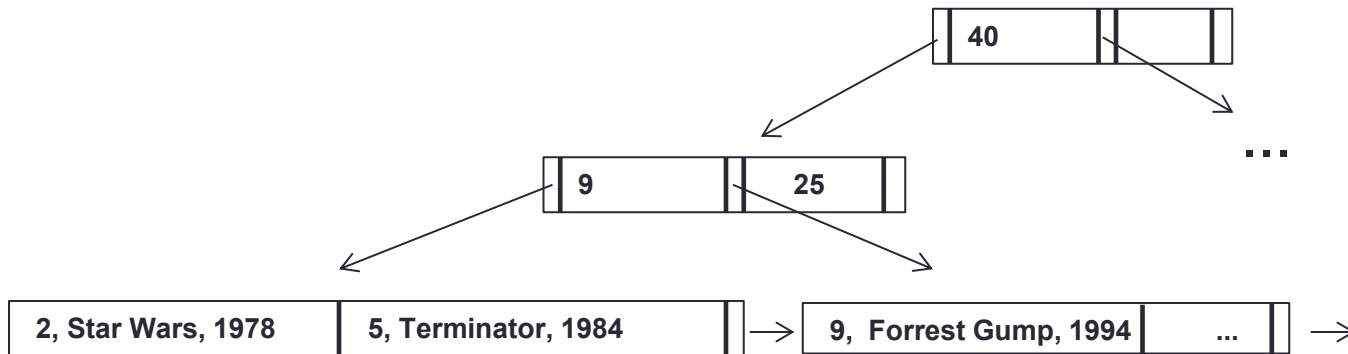 40
...
9 25
2, Star Wars, 1978 5, Terminator, 1984 9, Forrest Gump, 1994 ...